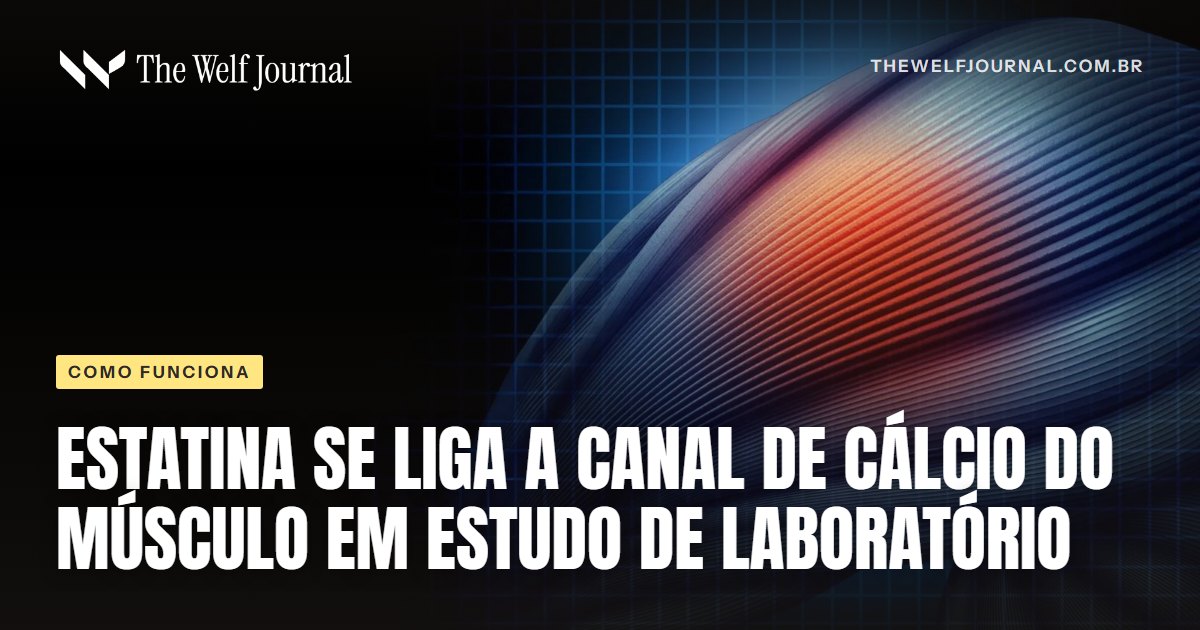 The Welf Journal
THEWELFJOURNAL.COM.BR
COMO FUNCIONA
ESTATINA SE LIGA A CANAL DE CÁLCIO DO
MÚSCULO EM ESTUDO DE LABORATÓRIO